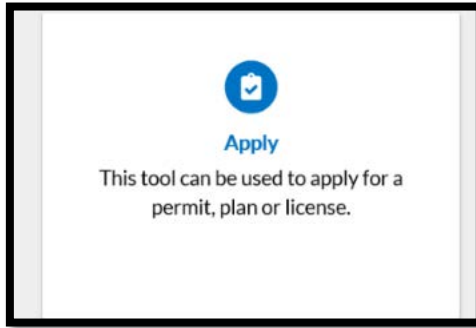 Apply
This tool can be used to apply for a
permit, plan or license.